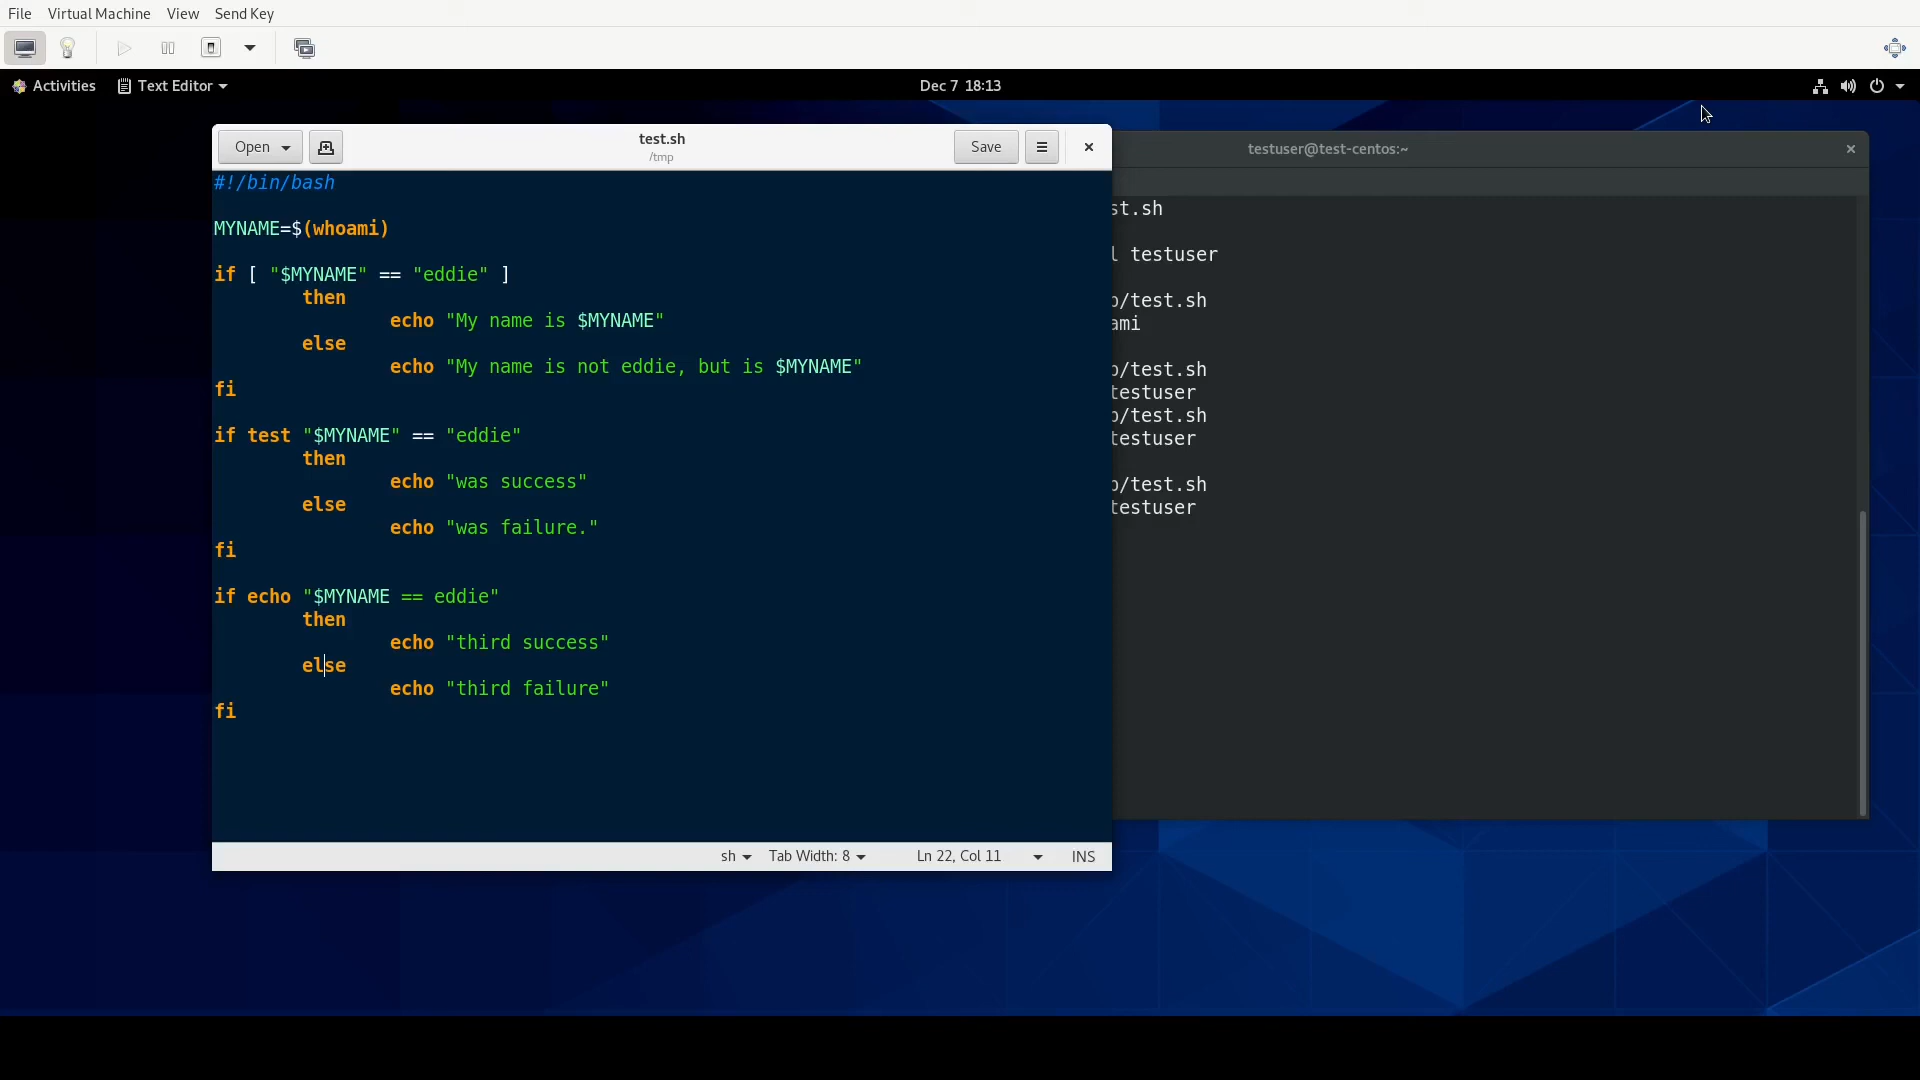 File Virtual Machine View Send Key
Activities Text Editor Dec 7 18:13
Open test.sh Save
/tmp
#!/bin/bash
MYNAME=$(whoami)
if [ "$MYNAME" == "eddie" ]
then
echo "My name is $MYNAME"
else
echo "My name is not eddie, but is $MYNAME"
fi
if test "$MYNAME" == "eddie"
then
echo "was success"
else
echo "was failure."
fi
if echo "$MYNAME == eddie"
then
echo "third success"
else
echo "third failure"
fi
sh Tab Width: 8 Ln 22, Col 11 INS
testuser@test-centos:~
st.sh
l testuser
p/test.sh
ami
p/test.sh
testuser
p/test.sh
testuser
p/test.sh
testuser